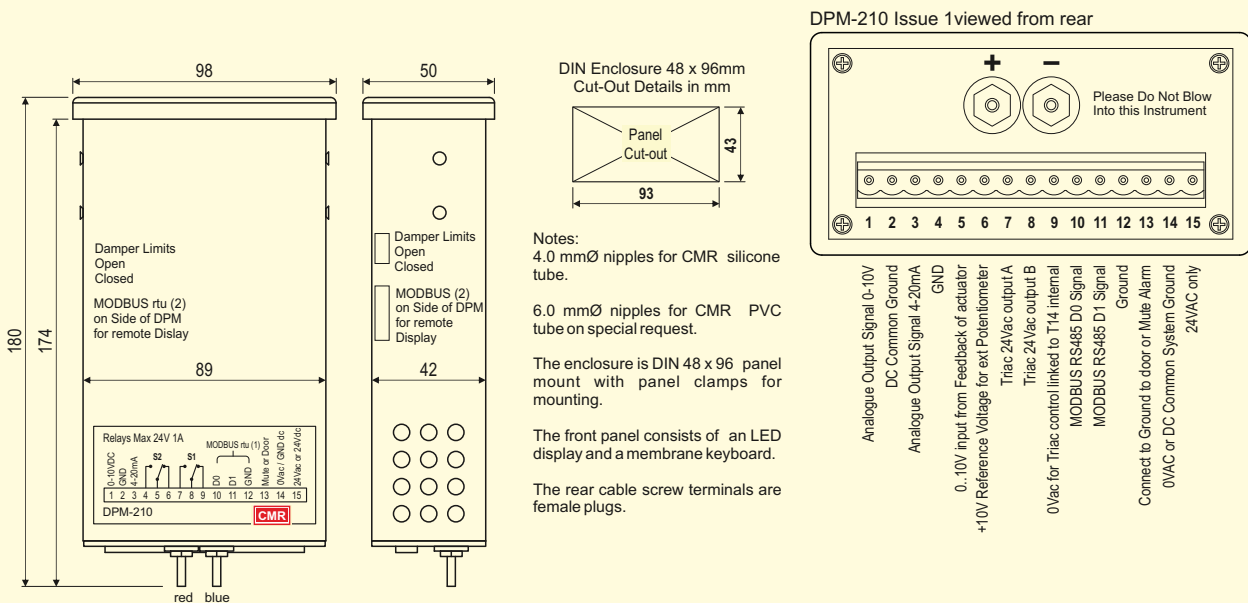 DPM-210 Issue 1viewed from rear
98
50
180
174
Damper Limits
Open
Closed
MODBUS rtu (2)
on Side of DPM
for remote Dislay
89
Relays Max 24V 1A
0-10VDC
GND
4-20mA
S2
S1
MODBUS rtu (1)
D0
D1
GND
Mute or Door
0Vac / GND dc
24Vac or 24Vdc
1 2 3 4 5 6 7 8 9 10 11 12 13 14 15
DPM-210
CMR
red blue
Damper Limits
Open
Closed
MODBUS (2)
on Side of DPM
for remote
Display
42
DIN Enclosure 48 x 96mm
Cut-Out Details in mm
Panel
Cut-out
43
93
Notes:
4.0 mmØ nipples for CMR silicone
tube.
6.0 mmØ nipples for CMR PVC
tube on special request.
The enclosure is DIN 48 x 96 panel
mount with panel clamps for
mounting.
The front panel consists of an LED
display and a membrane keyboard.
The rear cable screw terminals are
female plugs.
+ −
Please Do Not Blow
Into this Instrument
1 2 3 4 5 6 7 8 9 10 11 12 13 14 15
Analogue Output Signal 0-10V
DC Common Ground
Analogue Output Signal 4-20mA
GND
0..10V input from Feedback of actuator
+10V Reference Voltage for ext Potentiometer
Triac 24Vac output A
Triac 24Vac output B
0Vac for Triac control linked to T14 internal
MODBUS RS485 D0 Signal
MODBUS RS485 D1 Signal
Ground
Connect to Ground to door or Mute Alarm
0VAC or DC Common System Ground
24VAC only